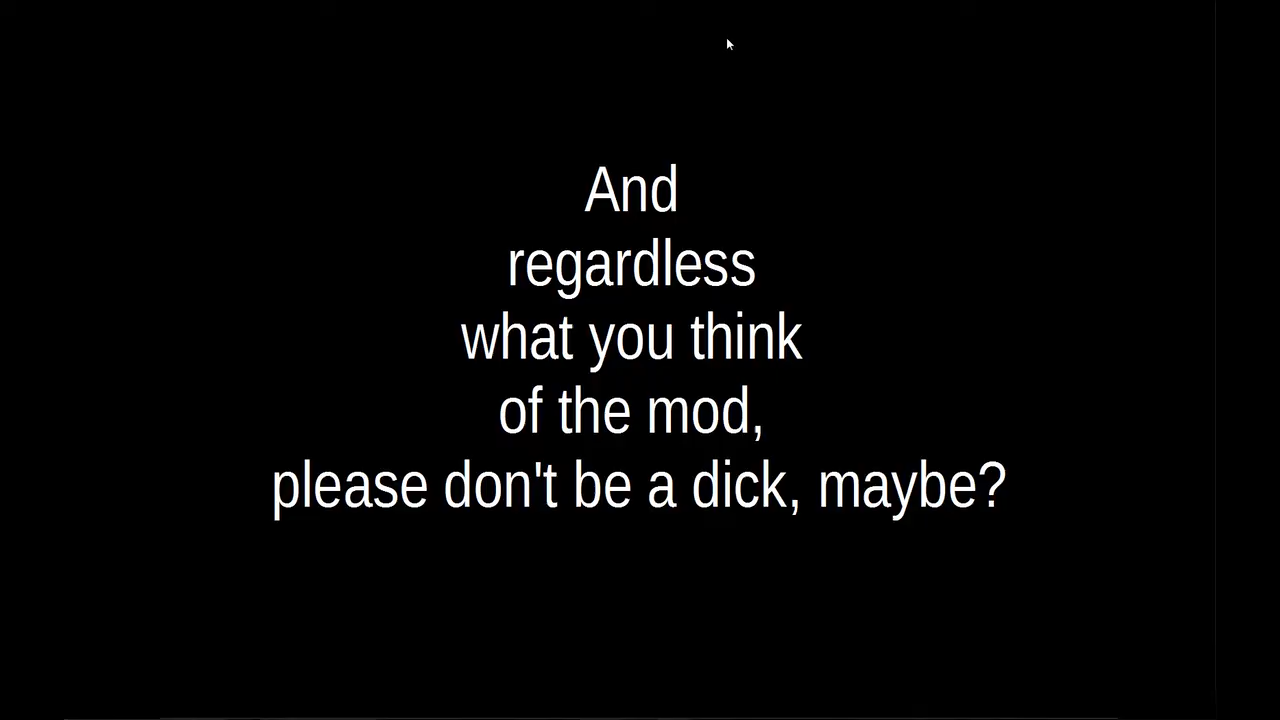 And
regardless
what you think
of the mod,
please don't be a dick, maybe?